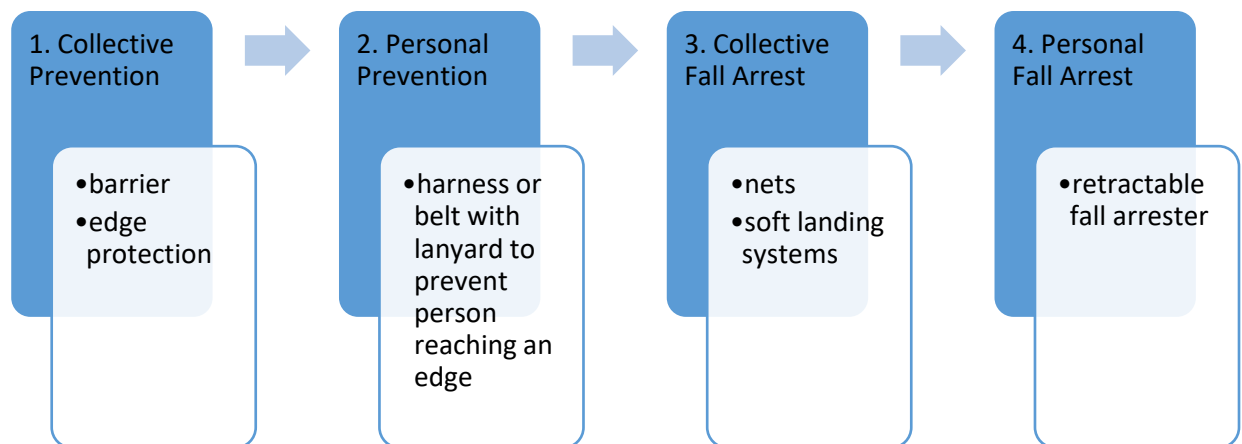 1. Collective
Prevention
•barrier
•edge
protection
2. Personal
Prevention
•harness or
belt with
lanyard to
prevent
person
reaching an
edge
3. Collective
Fall Arrest
•nets
•soft landing
systems
4. Personal
Fall Arrest
•retractable
fall arrester